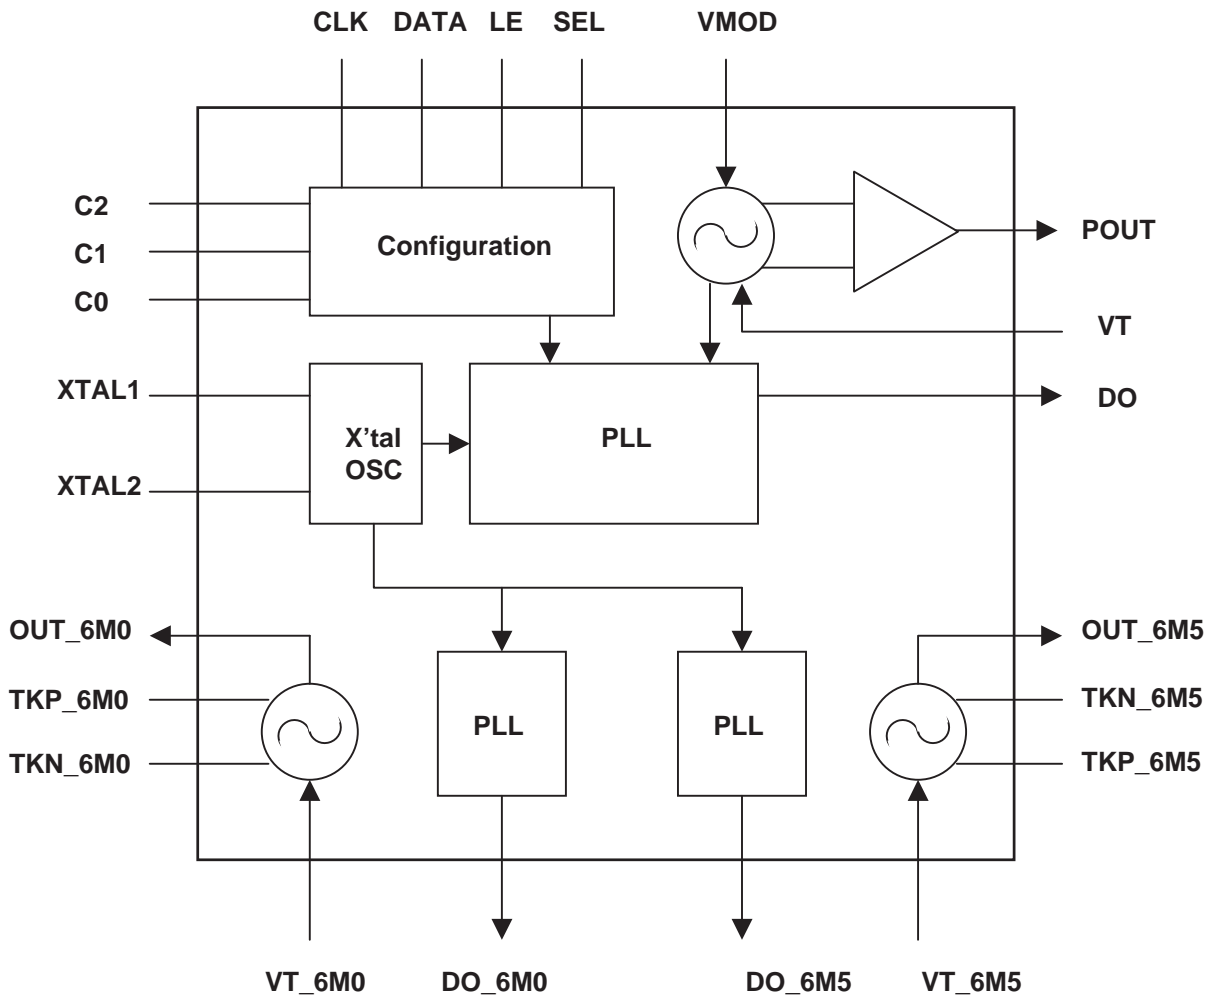 CLK DATA LE SEL VMOD
C2
Configuration
POUT
C1
C0
VT
XTAL1
DO
X’tal
OSC
PLL
XTAL2
OUT_6M0
OUT_6M5
TKP_6M0
TKN_6M5
PLL
PLL
TKN_6M0
TKP_6M5
VT_6M0 DO_6M0 DO_6M5 VT_6M5